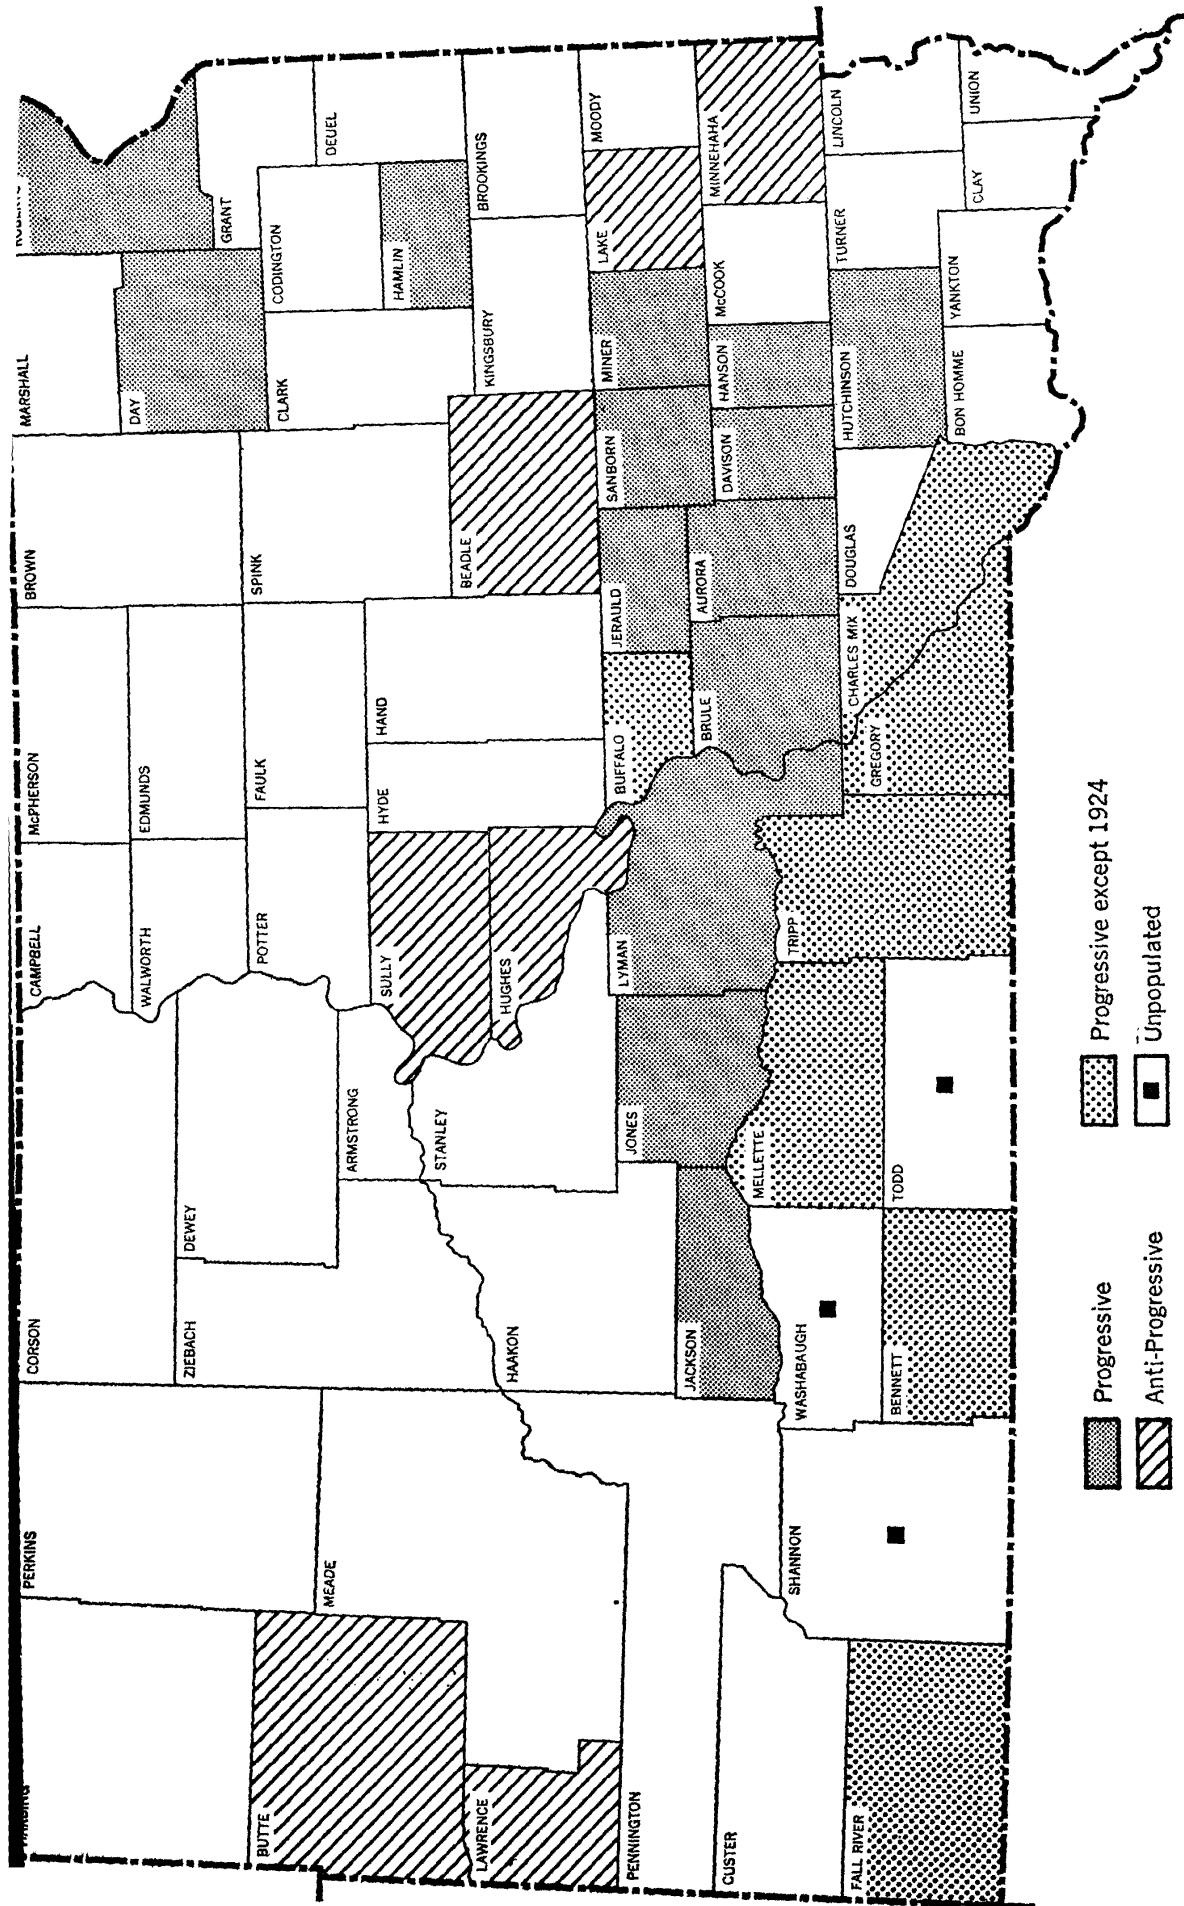 PERKINS
CORSON
CAMPBELL
McPHERSON
BROWN
MARSHALL
WALWORTH
EDMUNDS
DAY
ZIEBACH
DEWEY
GRANT
BUTTE
POTTER
FAULK
SPINK
CLARK
CODINGTON
DEUEL
MEADE
ARMSTRONG
SULLY
HYDE
HAND
HAMLIN
STANLEY
BEADLE
KINGSBURY
BROOKINGS
LAWRENCE
HAAKON
HUGHES
BUFFALO
JERAULD
SANBORN
MINER
LAKE
MOODY
PENNINGTON
JONES
LYMAN
JACKSON
BRULE
AURORA
DAVISON
HANSON
McCOOK
MINNEHAHA
CUSTER
MELLETTE
TRIPP
SHANNON
WASHABAUGH
CHARLES MIX
DOUGLAS
HUTCHINSON
TURNER
LINCOLN
FALL RIVER
BENNETT
TODD
GREGORY
BON HOMME
YANKTON
CLAY
UNION
Progressive
Progressive except 1924
Anti-Progressive
Unpopulated